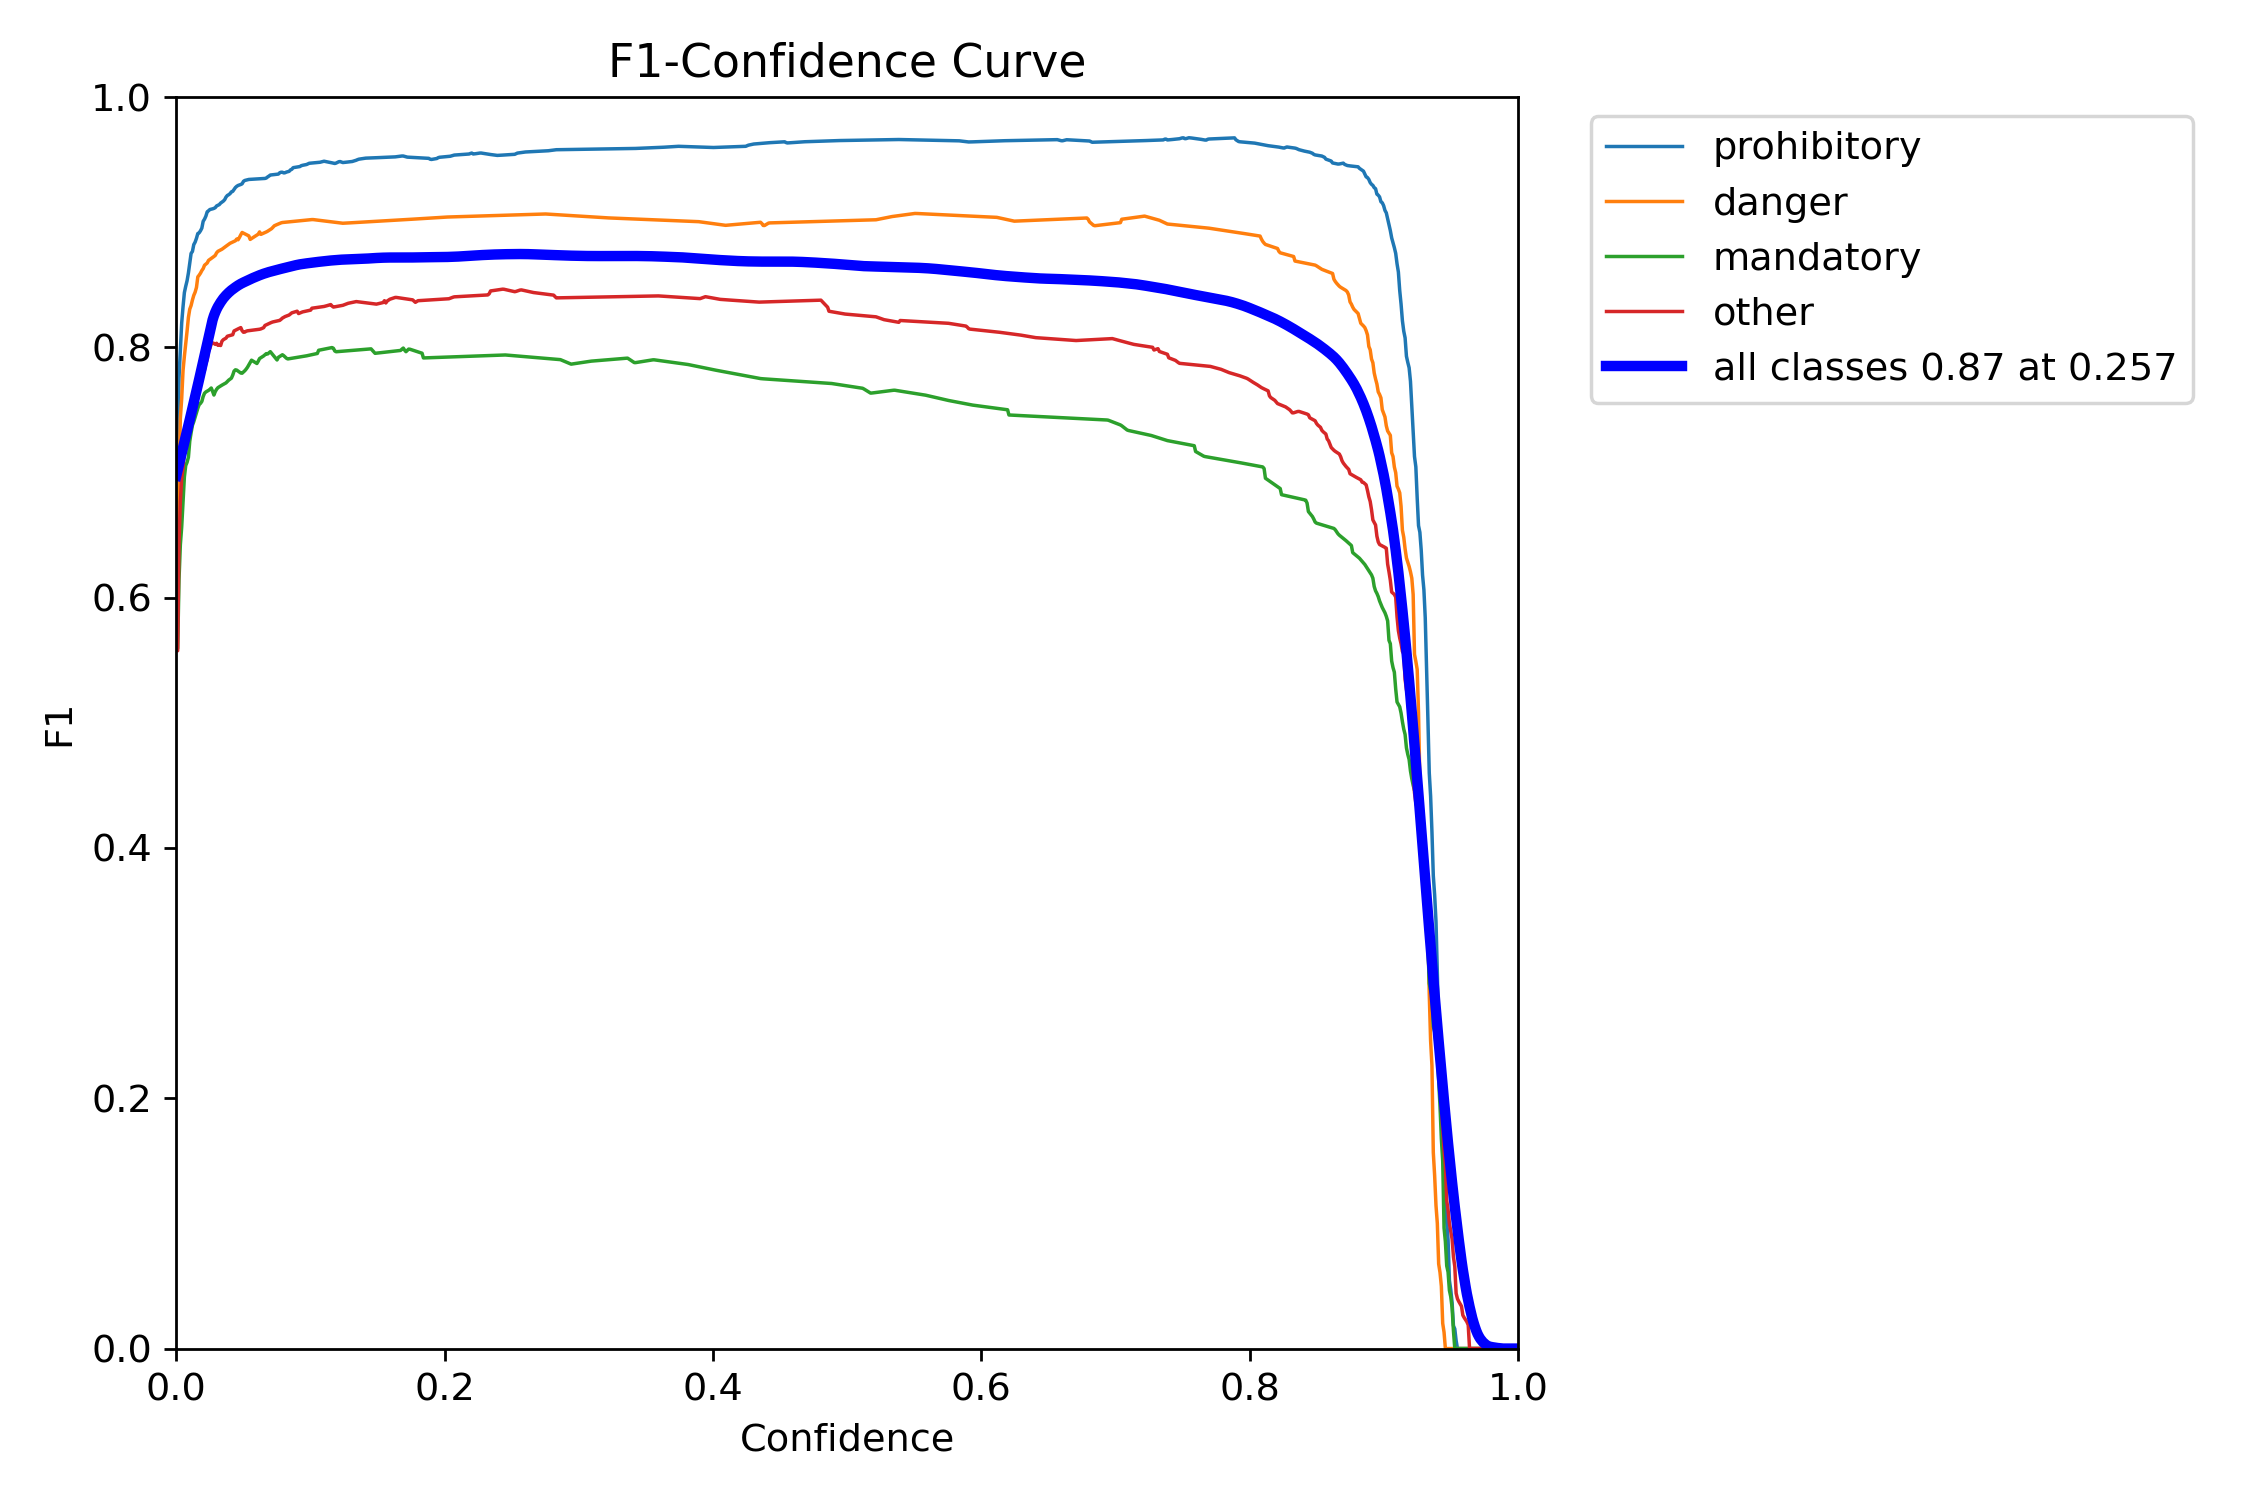 F1-Confidence Curve
1.0
0.8
0.6
0.4
0.2
0.0
F1
0.0 0.2 0.4 0.6 0.8 1.0
Confidence
prohibitory
danger
mandatory
other
all classes 0.87 at 0.257